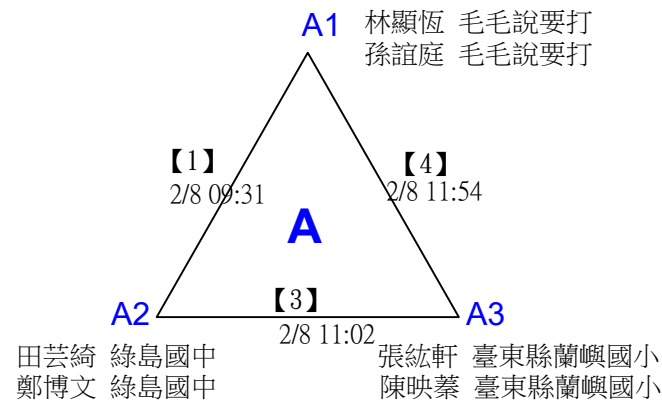 A1
林顯恆 毛毛說要打
孫誼庭 毛毛說要打
【1】
2/8 09:31
【4】
2/8 11:54
A
【3】
2/8 11:02
A2
A3
田芸綺 綠島國中
鄭博文 綠島國中
張紘軒 臺東縣蘭嶼國小
陳映蓁 臺東縣蘭嶼國小